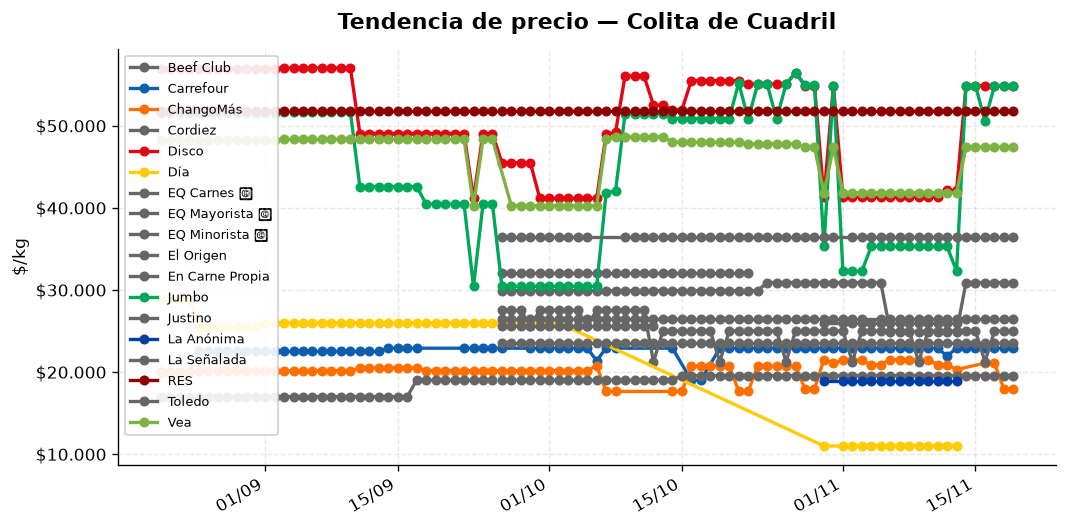 Tendencia de precio — Colita de Cuadril
$/kg
$50.000
$40.000
$30.000
$20.000
$10.000
Beef Club
Carrefour
ChangoMás
Cordiez
Disco
Día
EQ Carnes
EQ Mayorista
EQ Minorista
El Origen
En Carne Propia
Jumbo
Justino
La Anónima
La Señalada
RES
Toledo
Vea
01/09
15/09
01/10
15/10
01/11
15/11